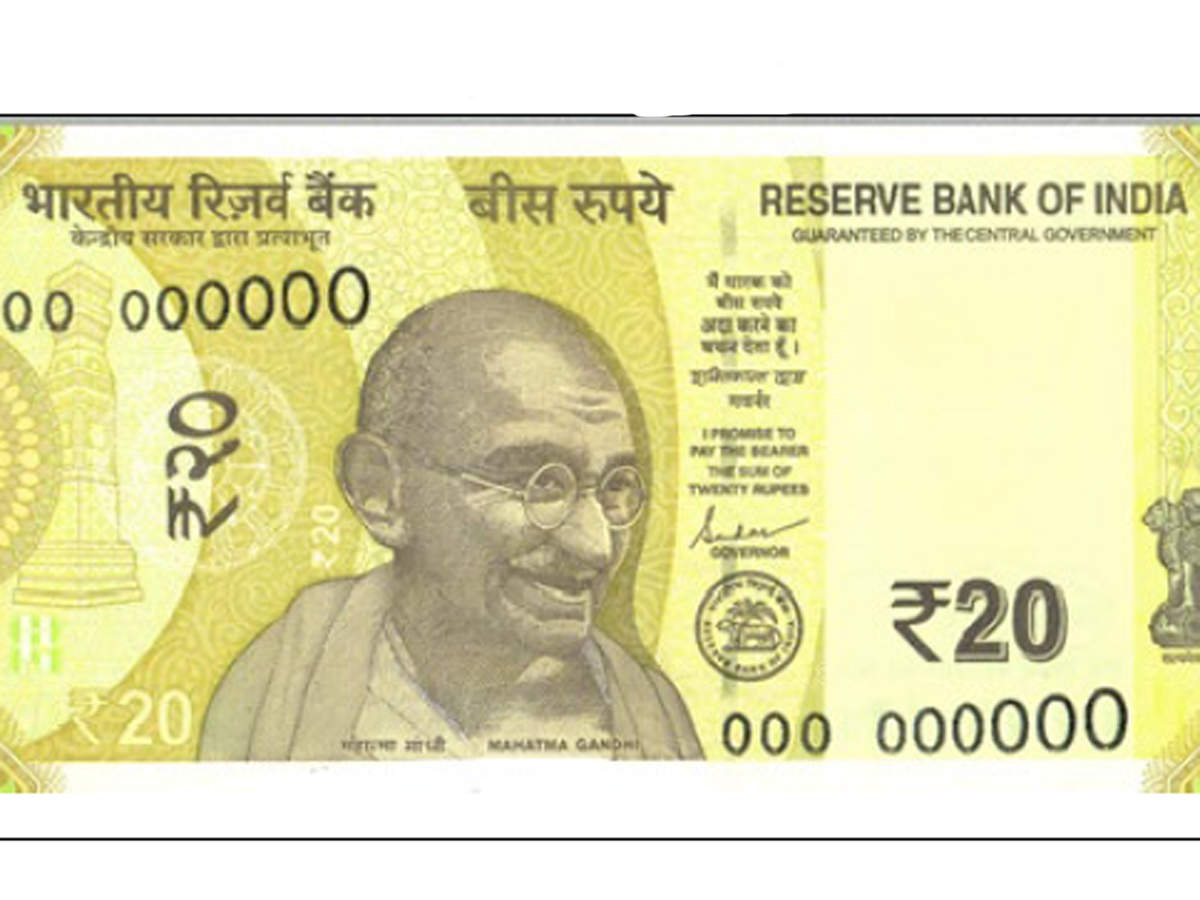 भारतीय रिज़र्व बैंक
केन्द्रीय सरकार द्वारा प्रत्याभूत
बीस रुपये
RESERVE BANK OF INDIA
GUARANTEED BY THE CENTRAL GOVERNMENT
00 000000
₹२०
₹20
₹20
महात्मा गांधी
MAHATMA GANDHI
मैं धारक को
बीस रुपये
अदा करने का
वचन देता हूँ।
गवर्नर
I PROMISE TO
PAY THE BEARER
THE SUM OF
TWENTY RUPEES
GOVERNOR
₹20
000 000000